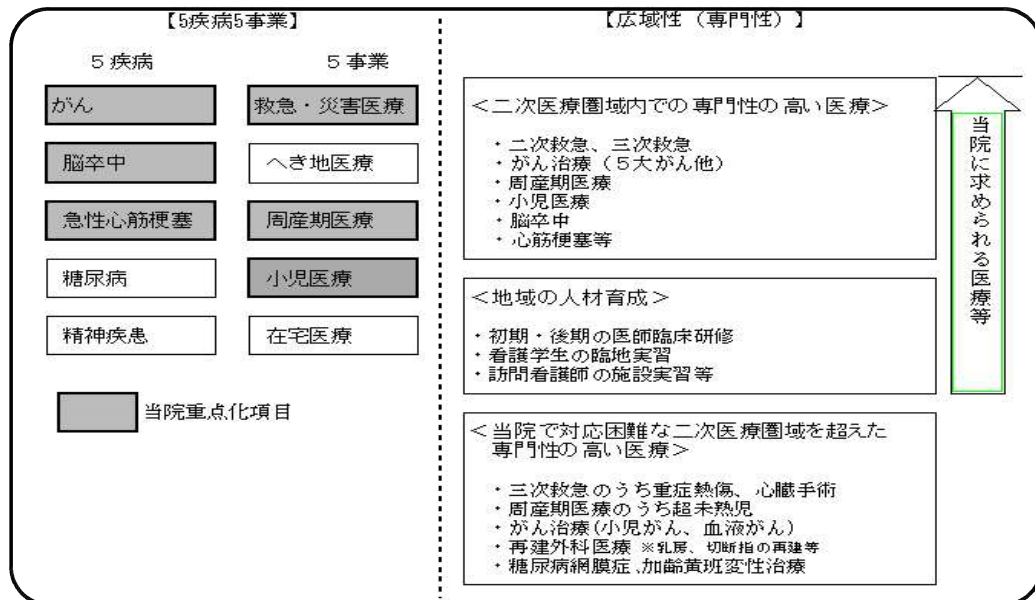 【5疾病5事業】
5 疾病
5 事業
がん
救急・災害医療
脳卒中
へき地医療
急性心筋梗塞
周産期医療
糖尿病
小児医療
精神疾患
在宅医療
当院重点化項目
【広域性（専門性）】
＜二次医療圏域内での専門性の高い医療＞
・二次救急、三次救急
・がん治療（５大がん他）
・周産期医療
・小児医療
・脳卒中
・心筋梗塞等
＜地域の人材育成＞
・初期・後期の医師臨床研修
・看護学生の臨地実習
・訪問看護師の施設実習等
＜当院で対応困難な二次医療圏域を超えた
専門性の高い医療＞
・三次救急のうち重症熱傷、心臓手術
・周産期医療のうち超未熟児
・がん治療(小児がん、血液がん)
・再建外科医療 ※乳房、切断指の再建等
・糖尿病網膜症、加齢黄斑変性治療
当院に求められる医療等